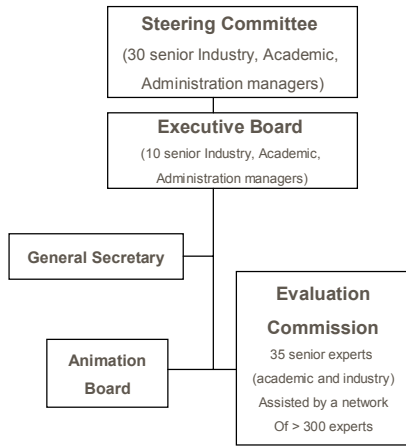 Steering Committee
(30 senior Industry, Academic,
Administration managers)
Executive Board
(10 senior Industry, Academic,
Administration managers)
General Secretary
Evaluation
Commission
35 senior experts
(academic and industry)
Assisted by a network
Of > 300 experts
Animation
Board